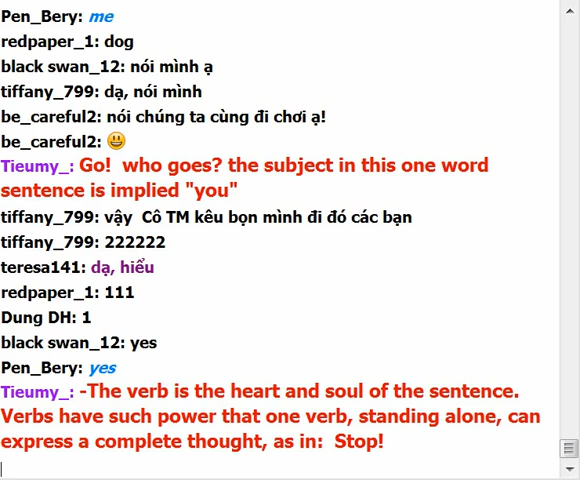 Pen_Bery: me
redpaper_1: dog
black swan_12: nói mình ạ
tiffany_799: dạ, nói mình
be_careful2: nói chúng ta cùng đi chơi ạ!
be_careful2: 😃
Tieumy_: Go!  who goes? the subject in this one word
sentence is implied "you"
tiffany_799: vậy  Cô TM kêu bọn mình đi đó các bạn
tiffany_799: 222222
teresa141: dạ, hiểu
redpaper_1: 111
Dung DH: 1
black swan_12: yes
Pen_Bery: yes
Tieumy_: -The verb is the heart and soul of the sentence.
Verbs have such power that one verb, standing alone, can
express a complete thought, as in:  Stop!